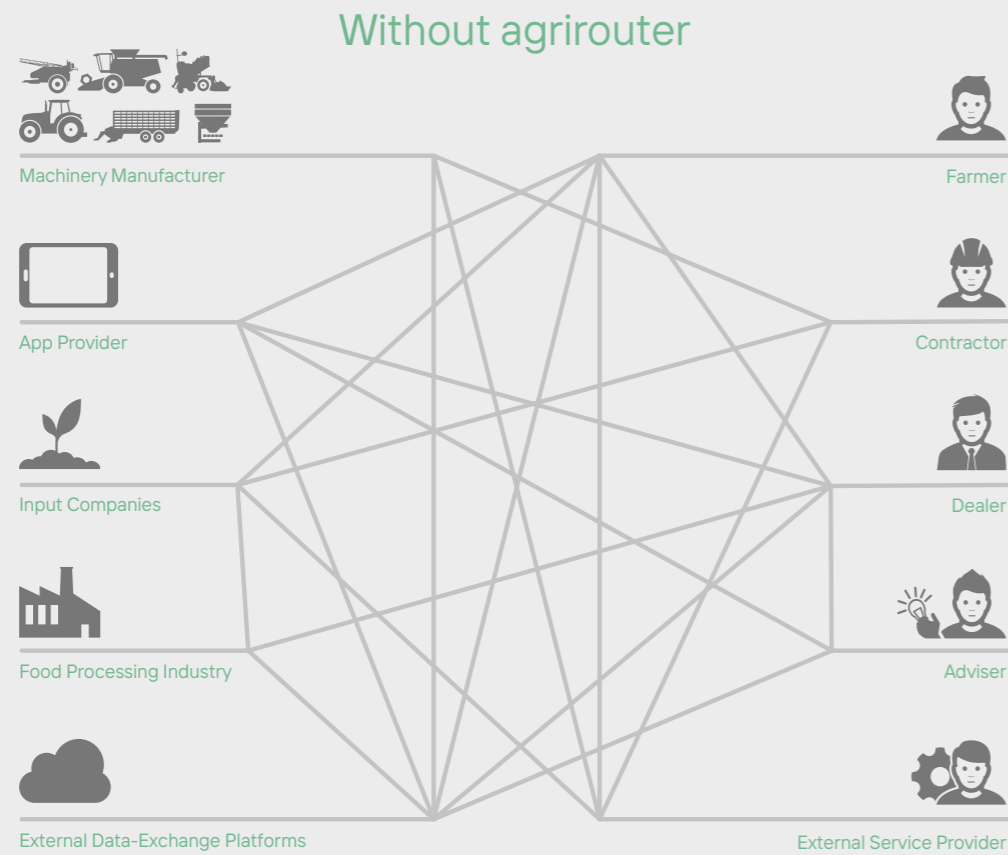 Without agrirouter
Machinery Manufacturer
Farmer
App Provider
Contractor
Input Companies
Dealer
Food Processing Industry
Adviser
External Data-Exchange Platforms
External Service Provider